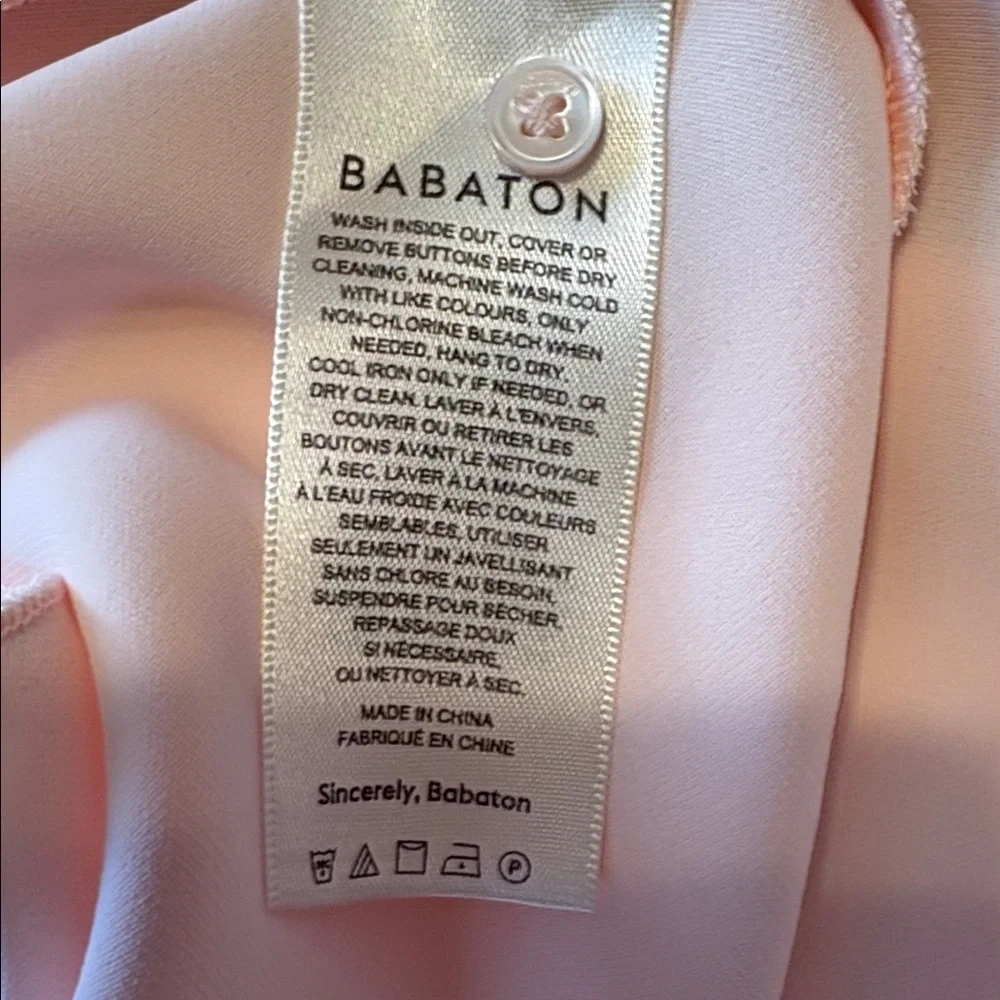 BABATON
WASH INSIDE OUT, COVER OR
REMOVE BUTTONS BEFORE DRY
CLEANING, MACHINE WASH COLD
WITH LIKE COLOURS, ONLY
NON-CHLORINE BLEACH WHEN
NEEDED, HANG TO DRY,
COOL IRON ONLY IF NEEDED, OR
DRY CLEAN. LAVER À L'ENVERS,
COUVRIR OU RETIRER LES
BOUTONS AVANT LE NETTOYAGE
À SEC, LAVER À LA MACHINE
À L'EAU FROIDE AVEC COULEURS
SEMBLABLES, UTILISER
SEULEMENT UN JAVELLISANT
SANS CHLORE AU BESOIN,
SUSPENDRE POUR SÉCHER,
REPASSAGE DOUX
SI NÉCESSAIRE,
OU NETTOYER À SEC.
MADE IN CHINA
FABRIQUÉ EN CHINE
Sincerely, Babaton
P